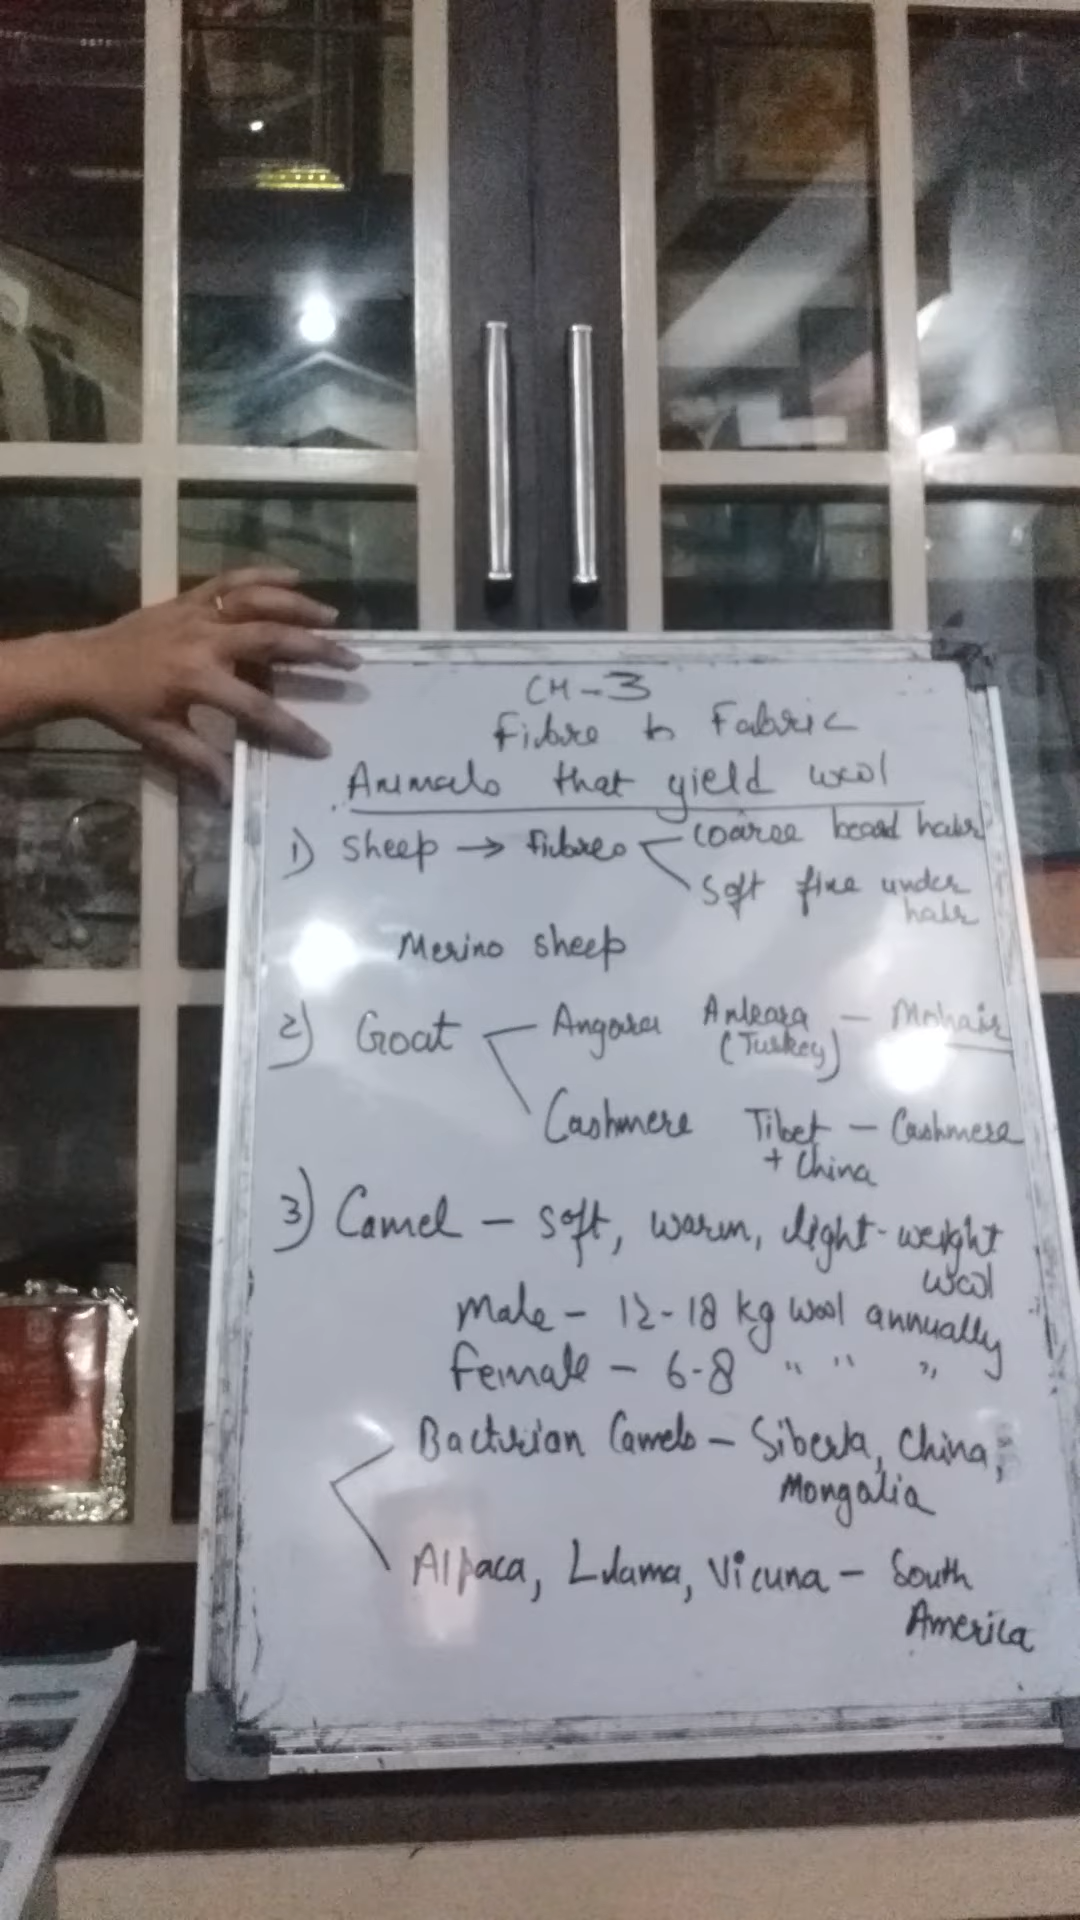 CH-3
Fibre to Fabric
Animals that yield wool
1) Sheep → Fibres < coarse beard hair
soft fine under hair
Merino sheep
2) Goat < Angora Ankara (Turkey) - Mohair
Cashmere Tibet + China - Cashmere
3) Camel - Soft, warm, light-weight wool
Male - 12-18 kg wool annually
Female - 6-8 " " "
Bactrian Camels - Siberia, China, Mongalia
Alpaca, Lilama, Vicuna - South America